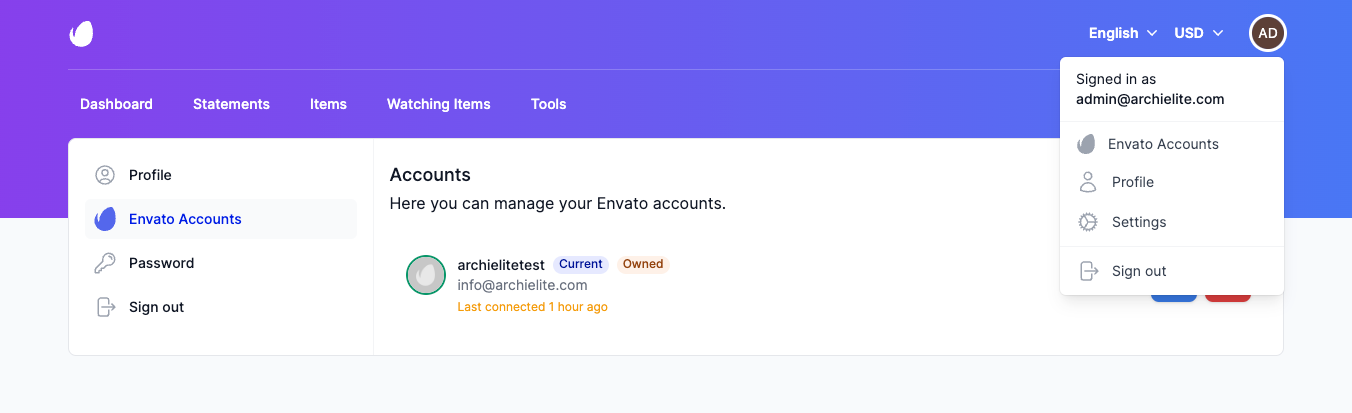 English USD AD
Signed in as
admin@archielite.com
Dashboard Statements Items Watching Items Tools
Envato Accounts
Profile
Settings
Sign out
Profile
Envato Accounts
Password
Sign out
Accounts
Here you can manage your Envato accounts.
archielitetest Current Owned
info@archielite.com
Last connected 1 hour ago